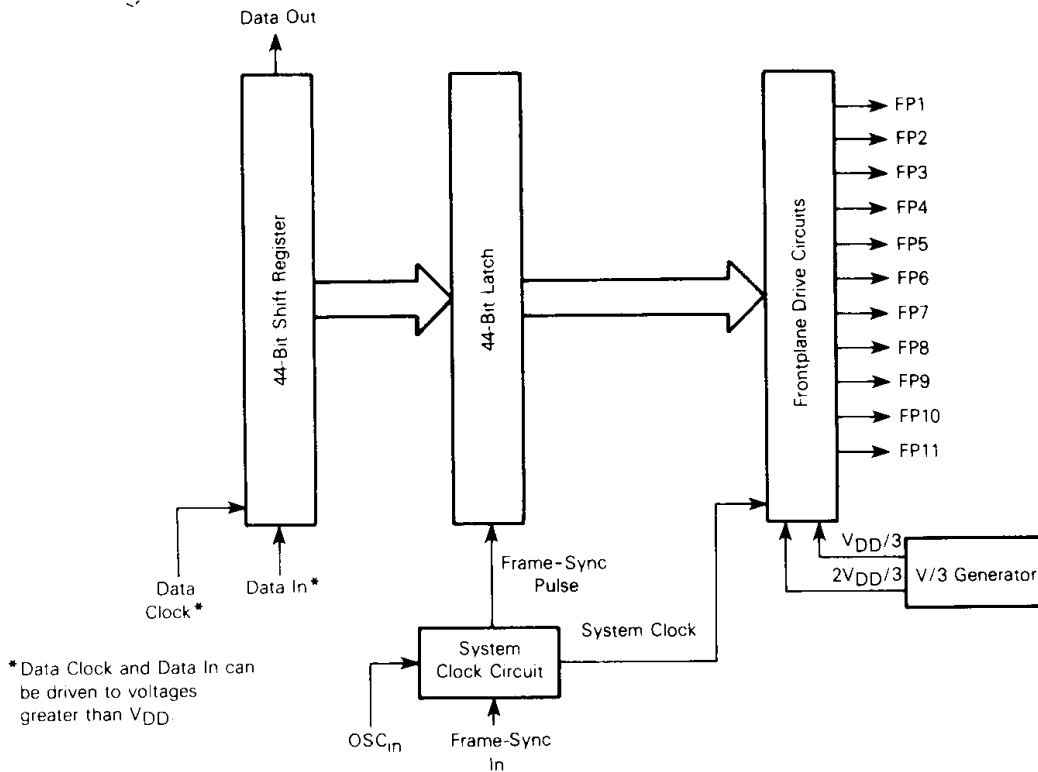 Data Out
44-Bit Shift Register
44-Bit Latch
Frontplane Drive Circuits
FP1
FP2
FP3
FP4
FP5
FP6
FP7
FP8
FP9
FP10
FP11
Data
Clock*
Data In*
Frame-Sync
Pulse
VDD/3
2VDD/3
V/3 Generator
System Clock
System
Clock Circuit
OSCin
Frame-Sync
In
*Data Clock and Data In can
be driven to voltages
greater than VDD.